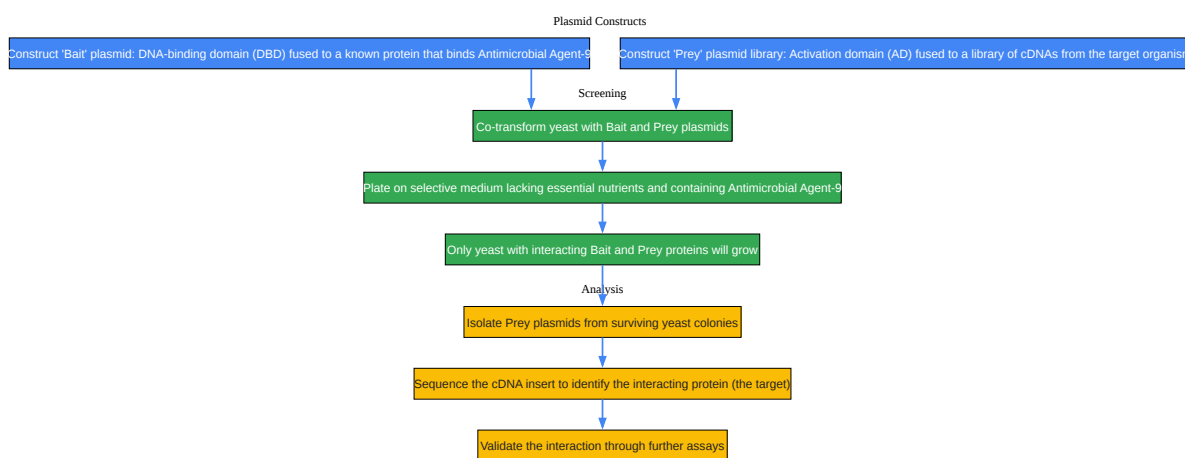 Plasmid Constructs
Construct 'Bait' plasmid: DNA-binding domain (DBD) fused to a known protein that binds Antimicrobial Agent-9
Construct 'Prey' plasmid library: Activation domain (AD) fused to a library of cDNAs from the target organism
Screening
Co-transform yeast with Bait and Prey plasmids
Plate on selective medium lacking essential nutrients and containing Antimicrobial Agent-9
Only yeast with interacting Bait and Prey proteins will grow
Analysis
Isolate Prey plasmids from surviving yeast colonies
Sequence the cDNA insert to identify the interacting protein (the target)
Validate the interaction through further assays